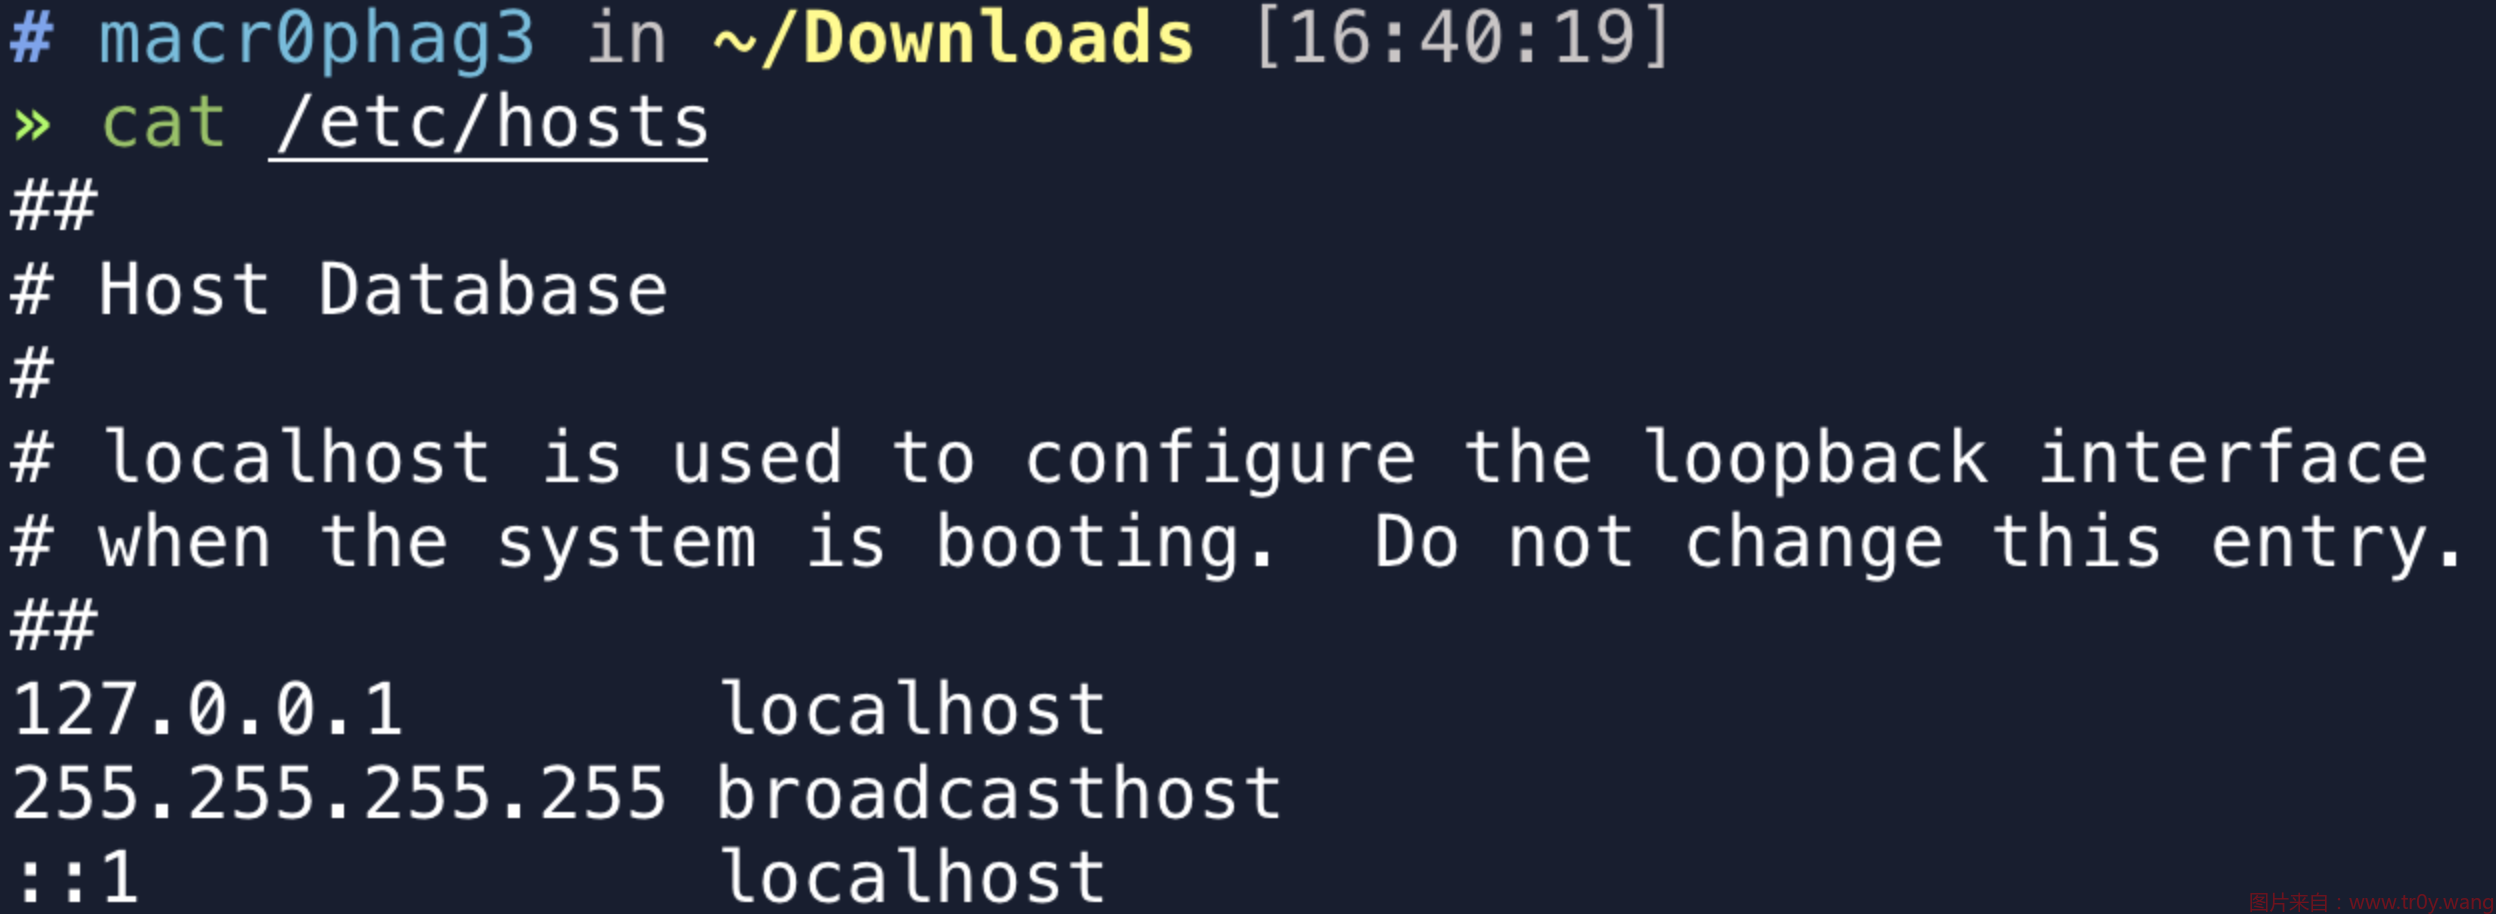 # macr0phag3 in ~/Downloads [16:40:19]
» cat /etc/hosts
##
# Host Database
#
# localhost is used to configure the loopback interface
# when the system is booting.  Do not change this entry.
##
127.0.0.1       localhost
255.255.255.255 broadcasthost
::1             localhost
图片来自：www.tr0y.wang